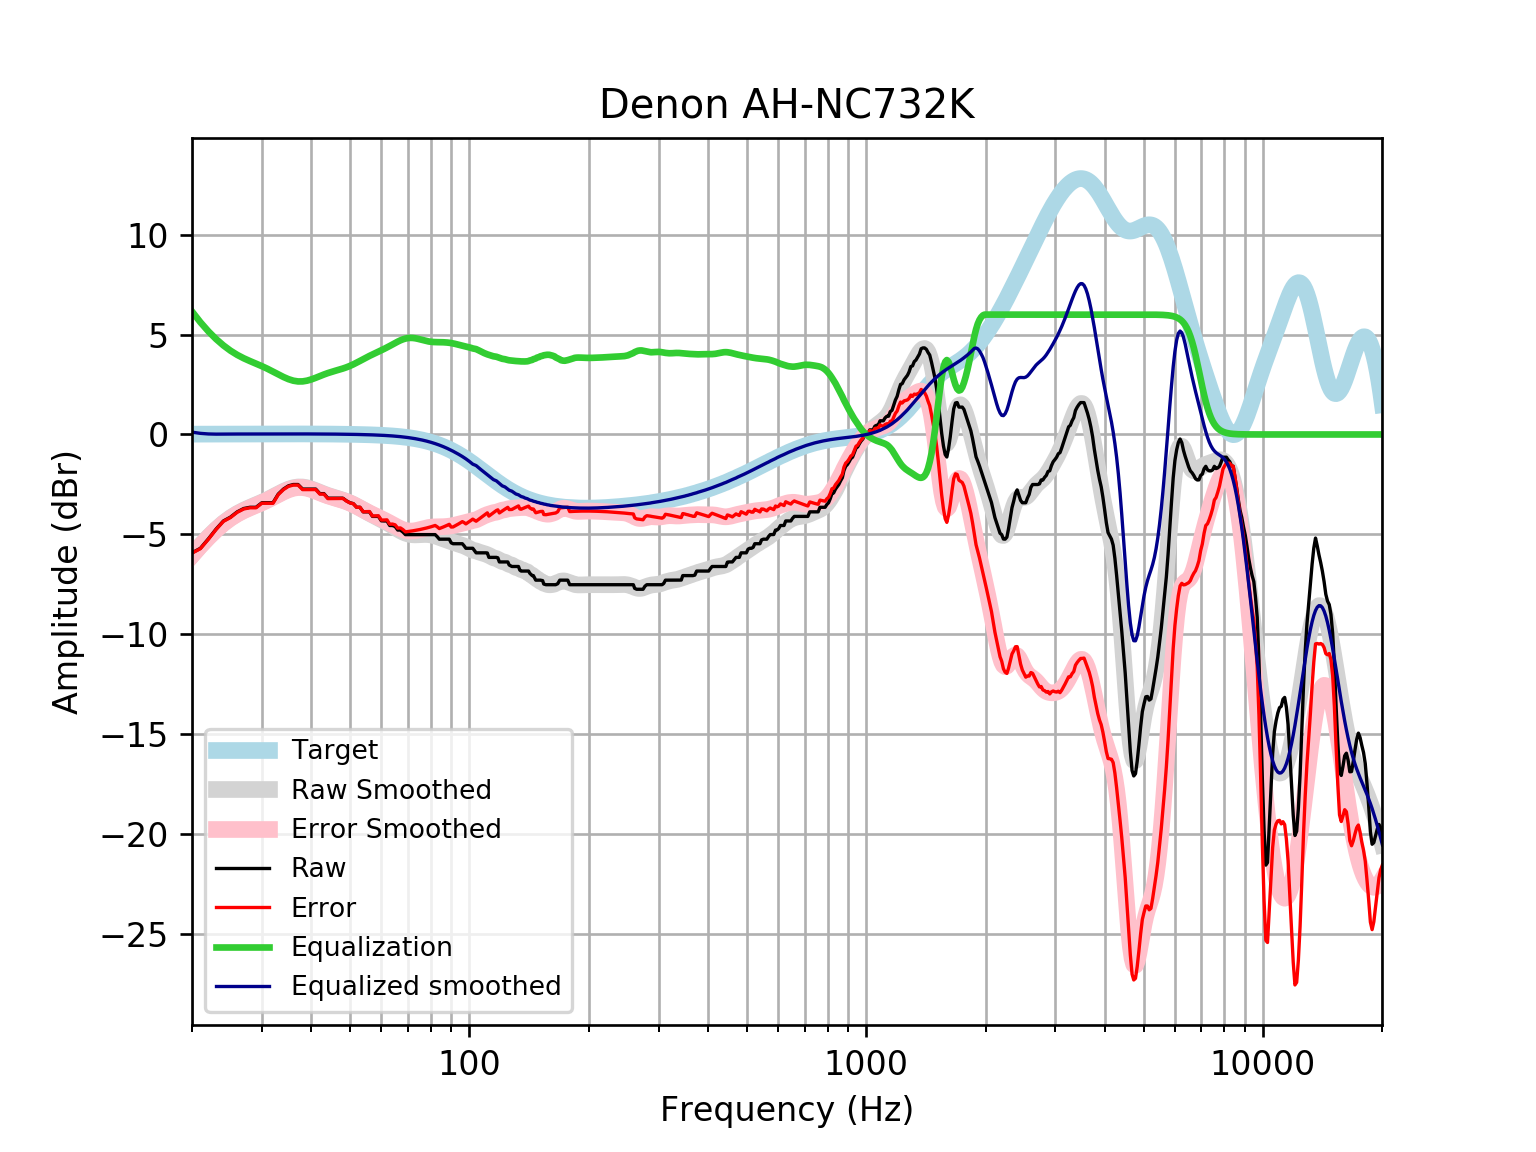 Denon AH-NC732K
Amplitude (dBr)
10
5
0
−5
−10
−15
−20
−25
Target
Raw Smoothed
Error Smoothed
Raw
Error
Equalization
Equalized smoothed
100
1000
10000
Frequency (Hz)